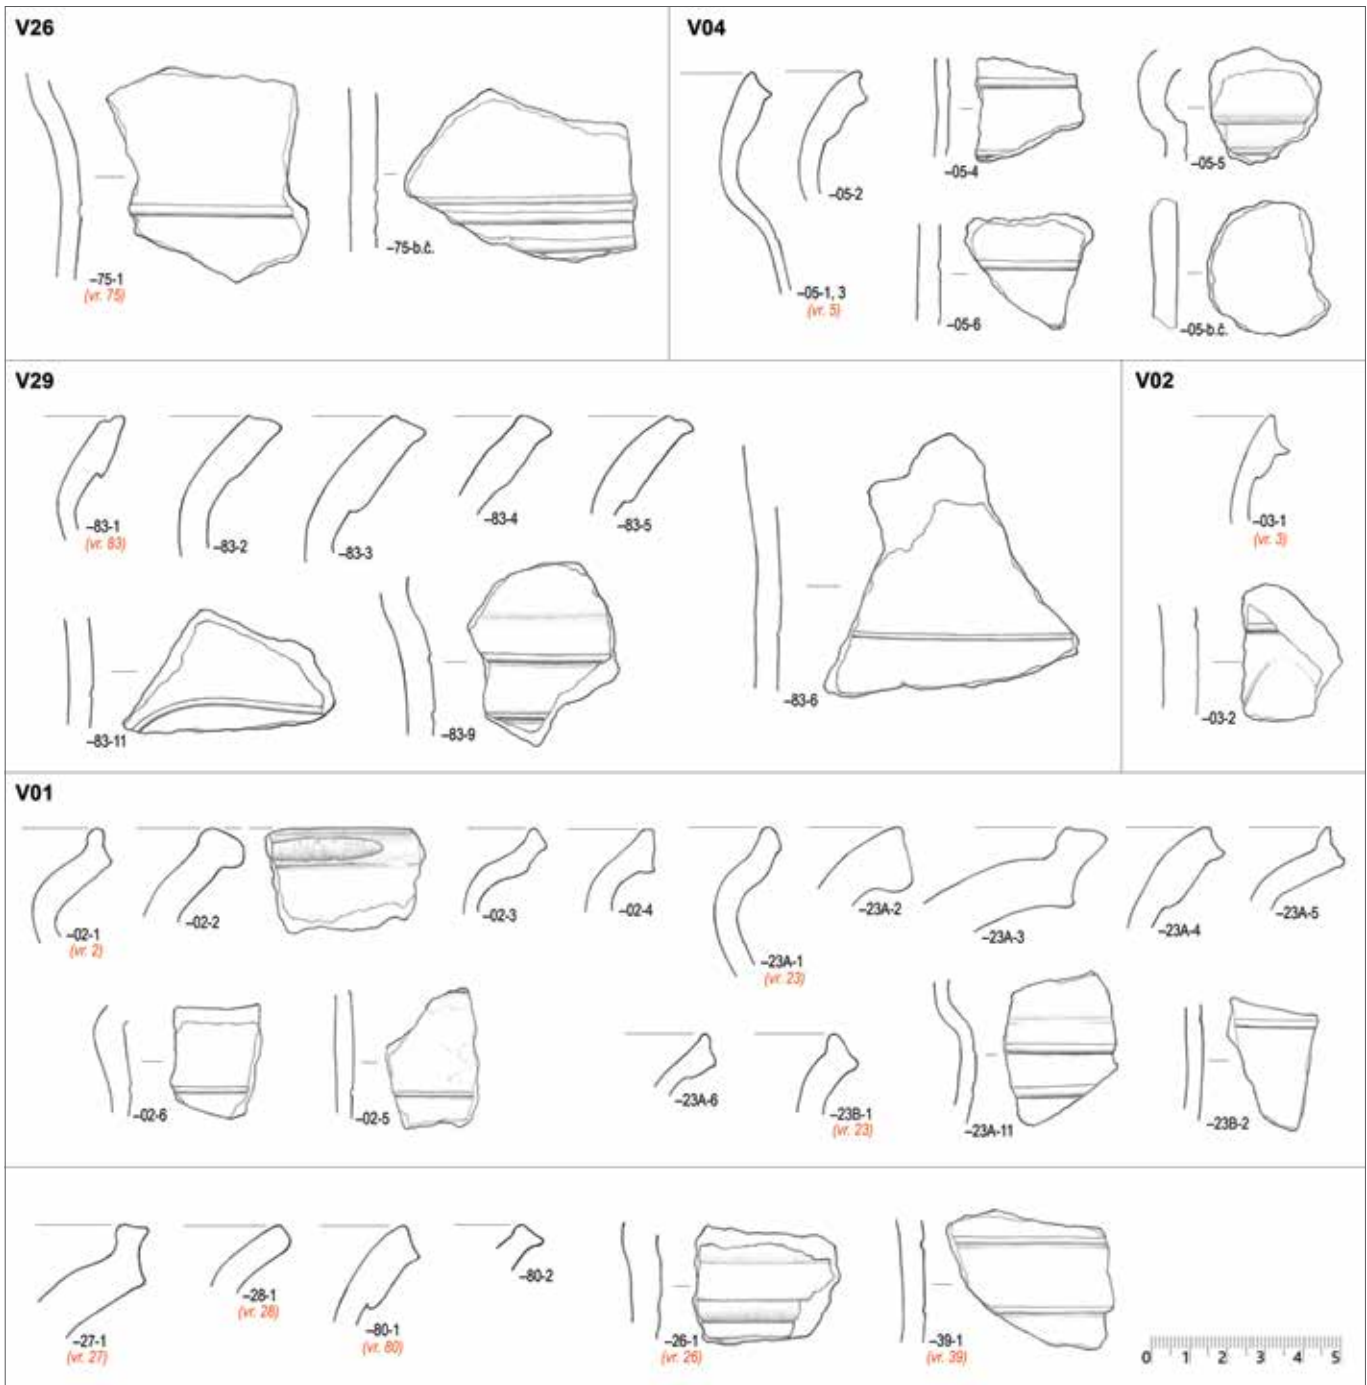 V26
–75-1
(vr. 75)
–75-b.č.
V04
–05-1, 3
(vr. 5)
–05-2
–05-4
–05-5
–05-6
–05-b.č.
V29
–83-1
(vr. 83)
–83-2
–83-3
–83-4
–83-5
–83-11
–83-9
–83-6
V02
–03-1
(vr. 3)
–03-2
V01
–02-1
(vr. 2)
–02-2
–02-3
–02-4
–23A-1
(vr. 23)
–23A-2
–23A-3
–23A-4
–23A-5
–02-6
–02-5
–23A-6
–23B-1
(vr. 23)
–23A-11
–23B-2
–27-1
(vr. 27)
–28-1
(vr. 28)
–80-1
(vr. 80)
–80-2
–26-1
(vr. 26)
–39-1
(vr. 39)
0 1 2 3 4 5